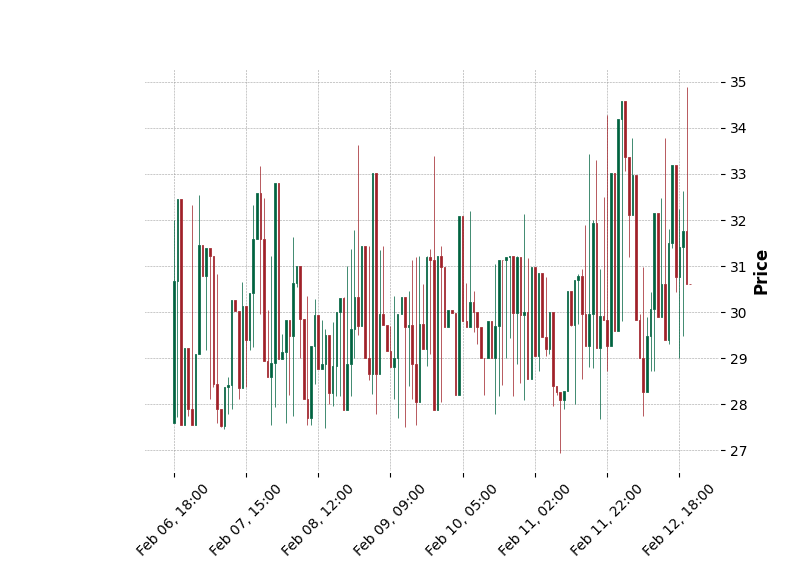 35
34
33
32
31
30
29
28
27
Price
Feb 06, 18:00
Feb 07, 15:00
Feb 08, 12:00
Feb 09, 09:00
Feb 10, 05:00
Feb 11, 02:00
Feb 11, 22:00
Feb 12, 18:00